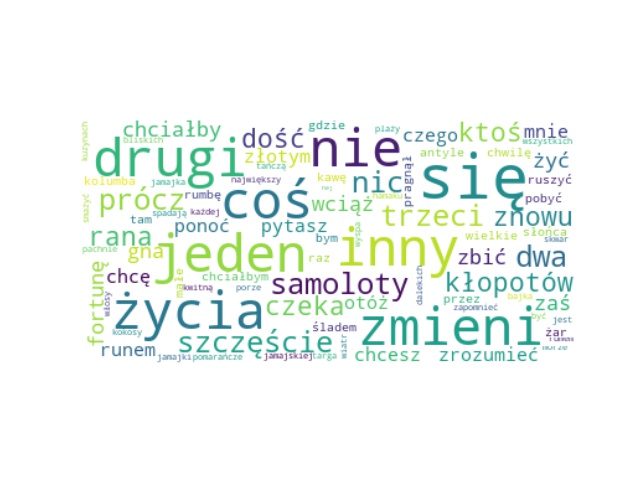 kuzynach
chciałby
bliskich
drugi
dość
złotym
gdzie
nie
plaży
czego
ktoś
mnie
wszystkich
antyle
chwilę
żyć
kolumba
jamajka
największy
kawę
nic
pragnął
się
ruszyć
smażyć
prócz
spadają
rumbę
każdej
coś
wciąż
hamaku
trzeci
znowu
pobyć
tańczą
tam
ponoć
pytasz
bym
wyspa
wielkie
słońca
skwar
rana
pachnie
gna
jeden
raz
inny
zbić
dwa
fortunę
chcę
małe
chciałbym
samoloty
dalekich
kłopotów
bajka
zapomnieć
włosy
kwitną
porze
życia
czeka
otóż
przez
zmieni
zaś
być
jest
kokosy
śladem
żar
runem
szczęście
wiatr
jamajki
pomarańcze
jamajskiej
targa
chcesz
zrozumieć